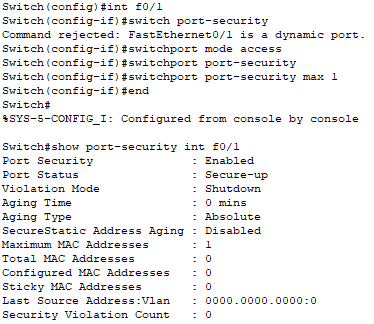 Switch(config)#int f0/1
Switch(config-if)#switch port-security
Command rejected: FastEthernet0/1 is a dynamic port.
Switch(config-if)#switchport mode access
Switch(config-if)#switchport port-security
Switch(config-if)#switchport port-security max 1
Switch(config-if)#end
Switch#
%SYS-5-CONFIG_I: Configured from console by console

Switch#show port-security int f0/1
Port Security : Enabled
Port Status : Secure-up
Violation Mode : Shutdown
Aging Time : 0 mins
Aging Type : Absolute
SecureStatic Address Aging : Disabled
Maximum MAC Addresses : 1
Total MAC Addresses : 0
Configured MAC Addresses : 0
Sticky MAC Addresses : 0
Last Source Address:Vlan : 0000.0000.0000:0
Security Violation Count : 0